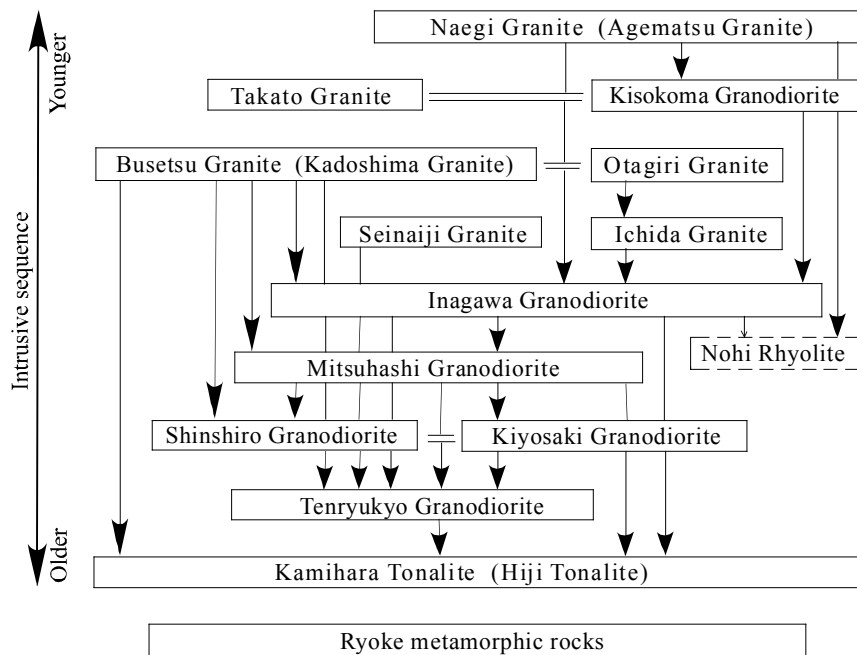 Naegi Granite (Agematsu Granite)
Younger
Takato Granite
Kisokoma Granodiorite
Busetsu Granite (Kadoshima Granite)
Otagiri Granite
Seinaiji Granite
Ichida Granite
Intrusive sequence
Inagawa Granodiorite
Nohi Rhyolite
Mitsuhashi Granodiorite
Shinshiro Granodiorite
Kiyosaki Granodiorite
Tenryukyo Granodiorite
Older
Kamihara Tonalite (Hiji Tonalite)
Ryoke metamorphic rocks